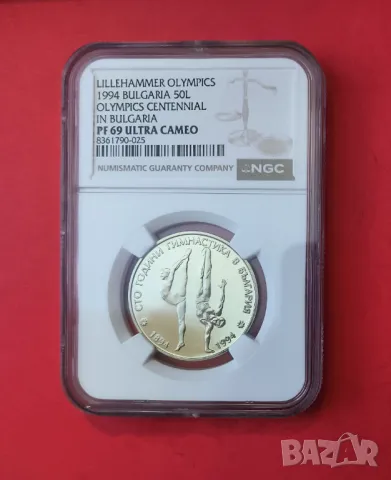 LILLEHAMMER OLYMPICS
1994 BULGARIA 50L
OLYMPICS CENTENNIAL
IN BULGARIA
PF 69 ULTRA CAMEO
8361790-025
NUMISMATIC GUARANTY COMPANY
NGC
СТО ГОДИНИ ГИМНАСТИКА В БЪЛГАРИЯ
1894
1994
BAZAR
bg